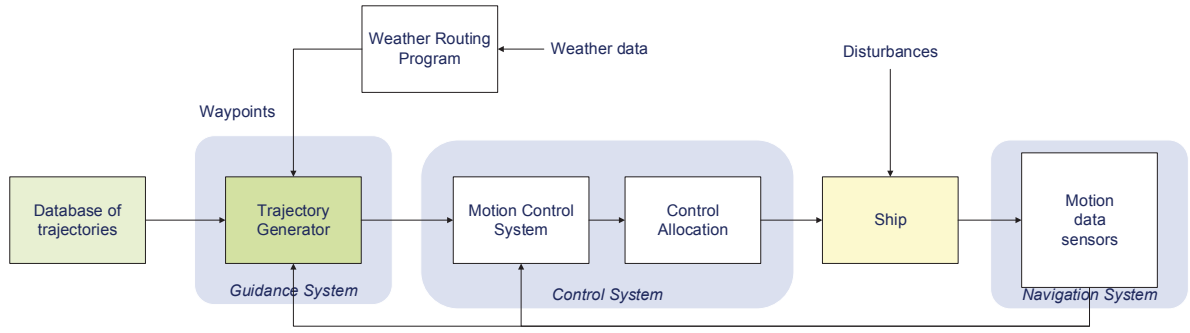 Weather Routing
Program
Weather data
Disturbances
Waypoints
Database of
trajectories
Trajectory
Generator
Guidance System
Motion Control
System
Control
Allocation
Control System
Ship
Motion
data
sensors
Navigation System